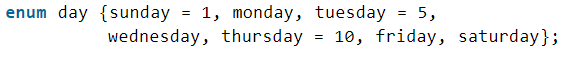 enum day {sunday = 1, monday, tuesday = 5,
wednesday, thursday = 10, friday, saturday};